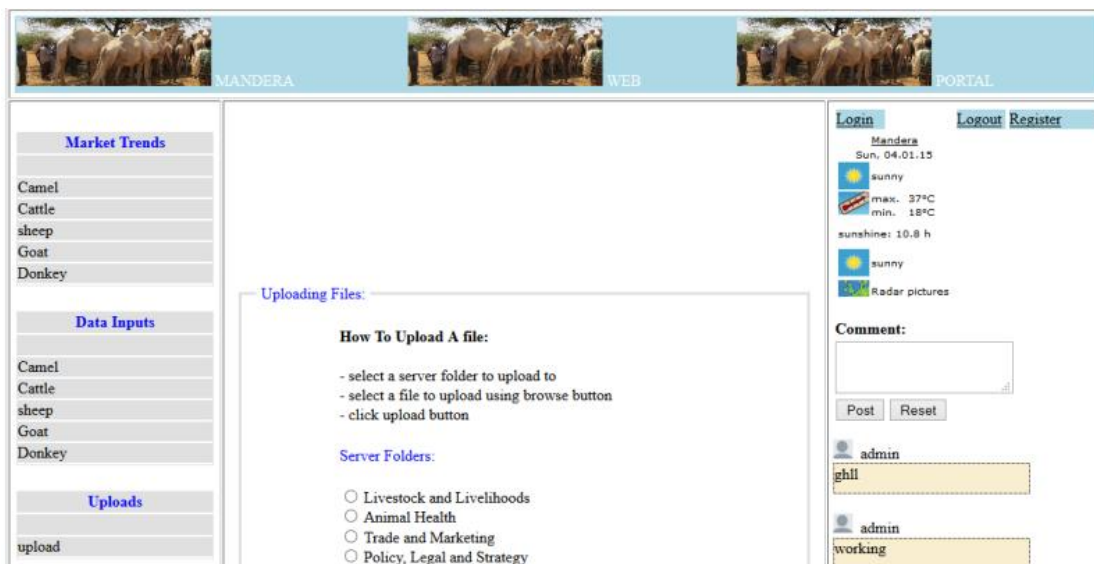 MANDERA WEB PORTAL
Market Trends
Camel
Cattle
sheep
Goat
Donkey
Data Inputs
Camel
Cattle
sheep
Goat
Donkey
Uploads
upload
Uploading Files:
How To Upload A file:
- select a server folder to upload to
- select a file to upload using browse button
- click upload button
Server Folders:
Livestock and Livelihoods
Animal Health
Trade and Marketing
Policy, Legal and Strategy
Login Logout Register
Mandera
Sun, 04.01.15
sunny
max. 37°C
min. 18°C
sunshine: 10.8 h
sunny
Radar pictures
Comment:
Post Reset
admin
ghll
admin
working